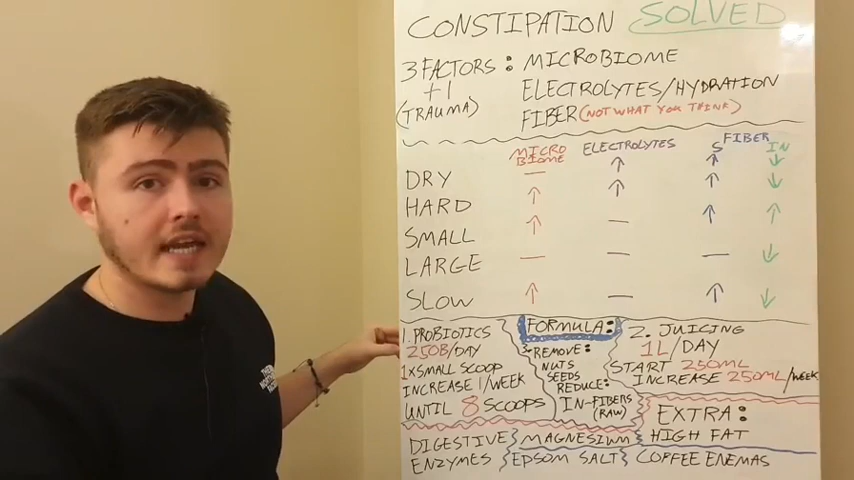 CONSTIPATION SOLVED
3 FACTORS: MICROBIOME
+1 ELECTROLYTES/HYDRATION
(TRAUMA) FIBER (NOT WHAT YOU THINK)
MICRO BIOME ELECTROLYTES S FIBER IN
DRY — ↑ ↑ ↓
HARD ↑ ↑ ↑ ↓
SMALL ↑ — ↑ ↑
LARGE — — — ↓
SLOW ↑ — ↑ ↓
FORMULA:
1. PROBIOTICS
250B/DAY
1x SMALL SCOOP
INCREASE 1/WEEK
UNTIL 8 SCOOPS
3. REMOVE:
NUTS
SEEDS
REDUCE:
IN-FIBERS
(RAW)
2. JUICING
1L/DAY
START 250ML
INCREASE 250ML/WEEK
EXTRA:
DIGESTIVE ENZYMES
MAGNESIUM
EPSOM SALT
HIGH FAT
COFFEE ENEMAS